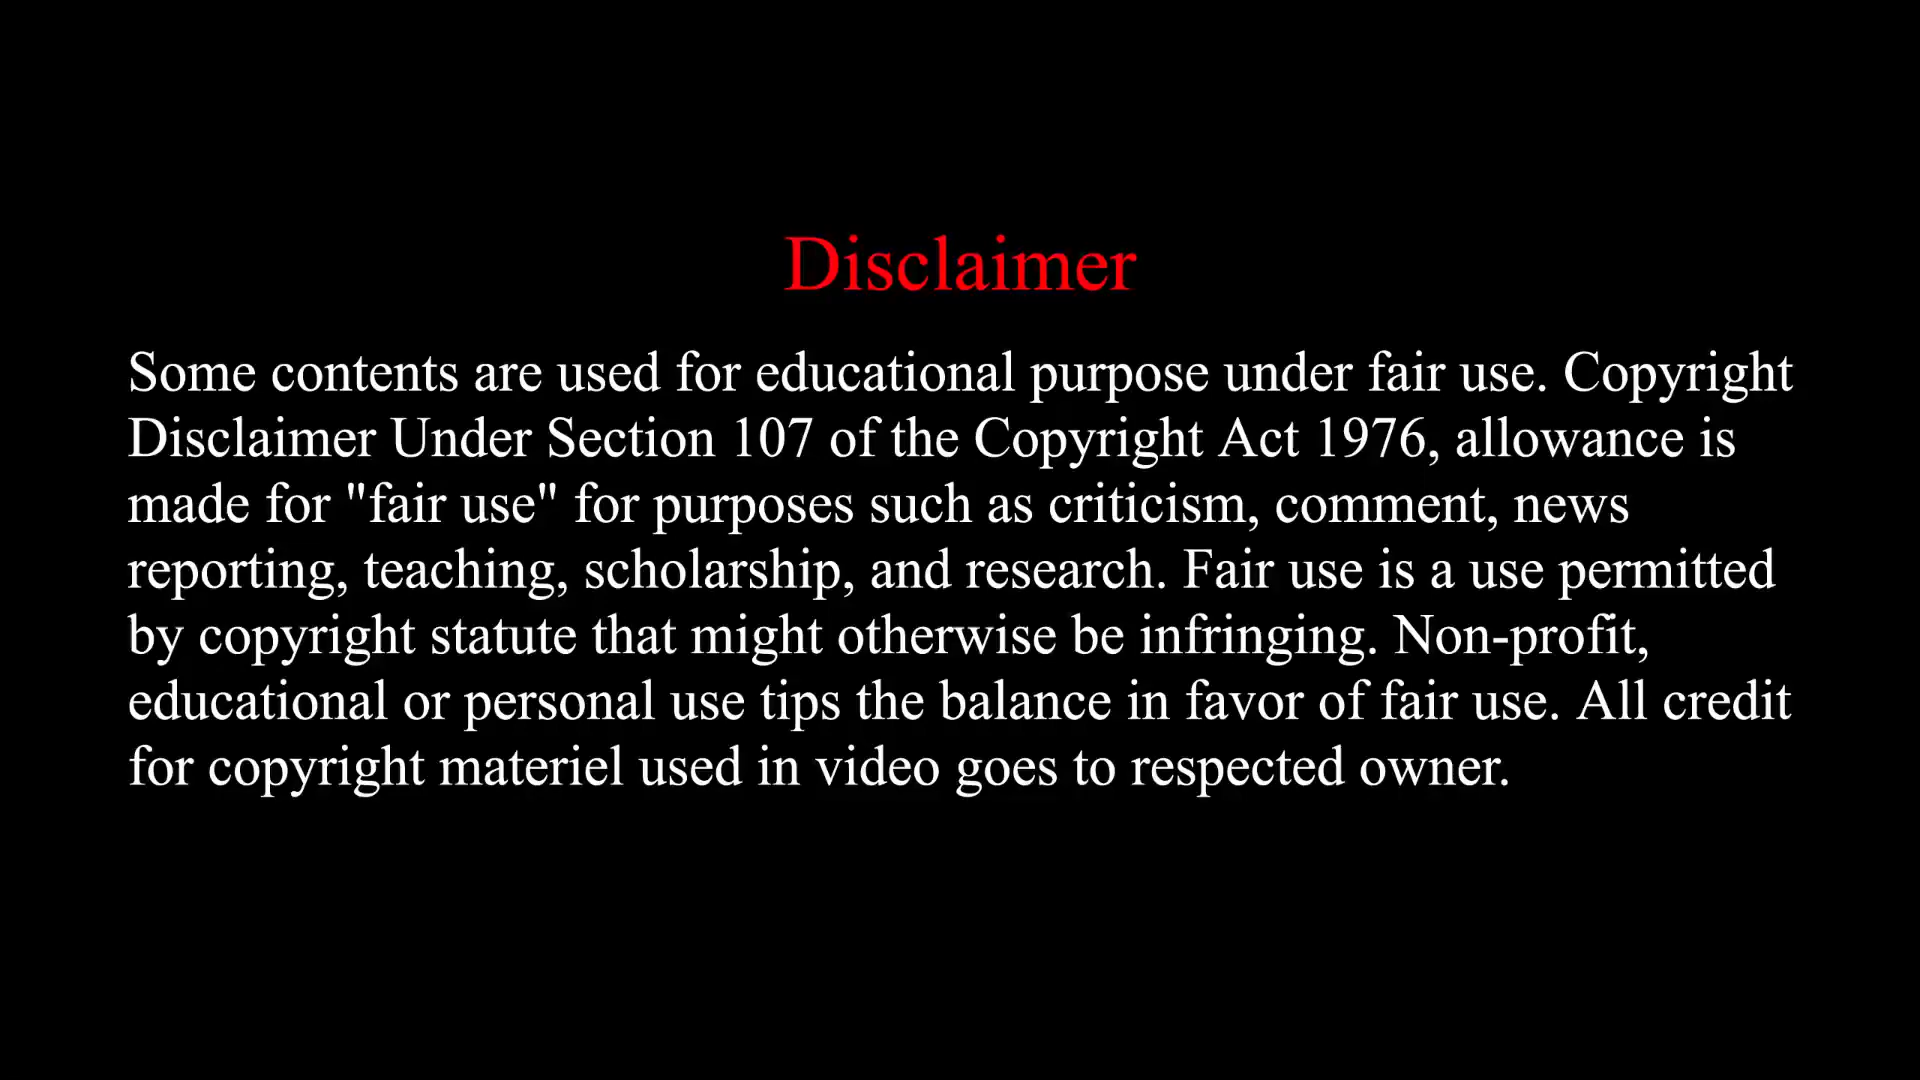 Disclaimer
Some contents are used for educational purpose under fair use. Copyright
Disclaimer Under Section 107 of the Copyright Act 1976, allowance is
made for "fair use" for purposes such as criticism, comment, news
reporting, teaching, scholarship, and research. Fair use is a use permitted
by copyright statute that might otherwise be infringing. Non-profit,
educational or personal use tips the balance in favor of fair use. All credit
for copyright materiel used in video goes to respected owner.